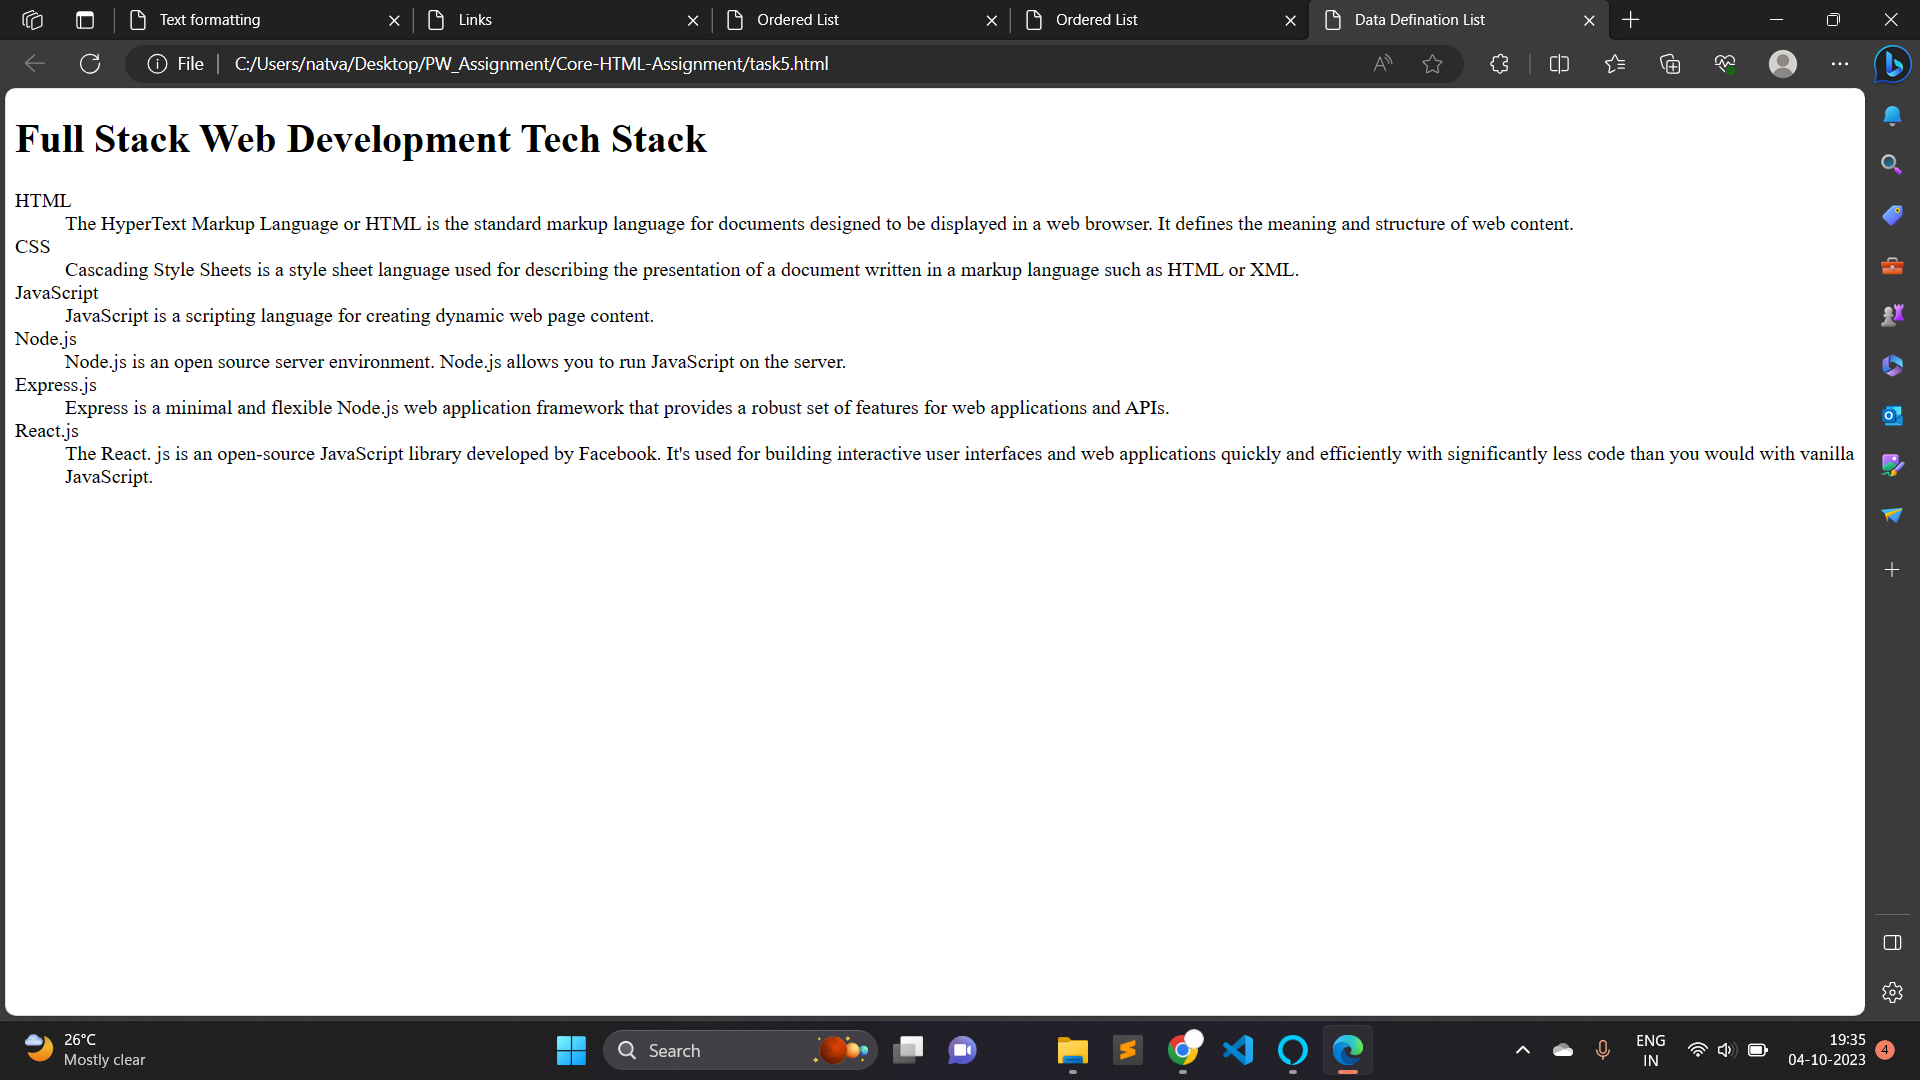 Text formatting
Links
Ordered List
Ordered List
Data Defination List
File
C:/Users/natva/Desktop/PW_Assignment/Core-HTML-Assignment/task5.html
Full Stack Web Development Tech Stack
HTML
The HyperText Markup Language or HTML is the standard markup language for documents designed to be displayed in a web browser. It defines the meaning and structure of web content.
CSS
Cascading Style Sheets is a style sheet language used for describing the presentation of a document written in a markup language such as HTML or XML.
JavaScript
JavaScript is a scripting language for creating dynamic web page content.
Node.js
Node.js is an open source server environment. Node.js allows you to run JavaScript on the server.
Express.js
Express is a minimal and flexible Node.js web application framework that provides a robust set of features for web applications and APIs.
React.js
The React. js is an open-source JavaScript library developed by Facebook. It's used for building interactive user interfaces and web applications quickly and efficiently with significantly less code than you would with vanilla
JavaScript.
26°C
Mostly clear
Search
ENG
IN
19:35
04-10-2023
4